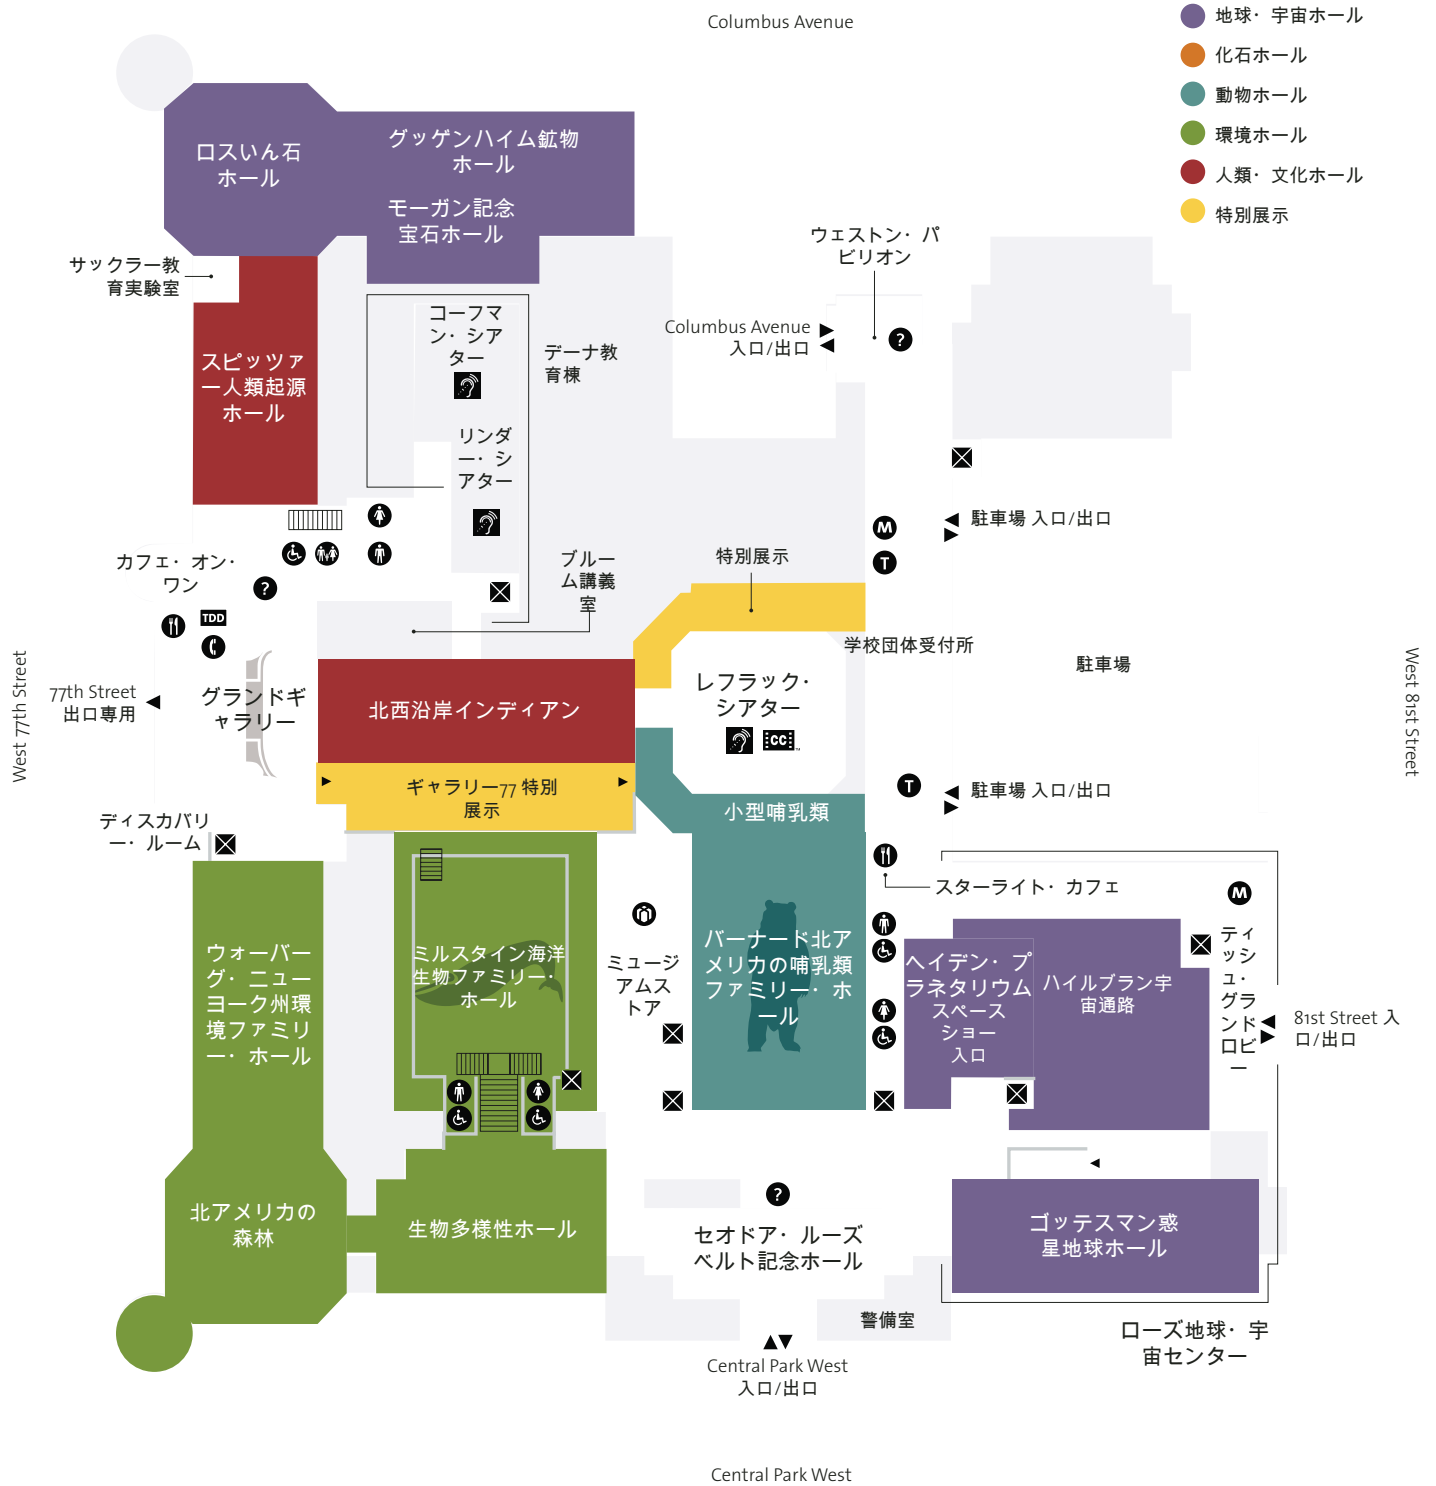 Columbus Avenue
地球・宇宙ホール
化石ホール
動物ホール
環境ホール
人類・文化ホール
特別展示
ロスいん石
ホール
グッゲンハイム鉱物
ホール
モーガン記念
宝石ホール
サックラー教
育実験室
ウェストン・パ
ビリオン
コーフマ
ン・シア
ター
Columbus Avenue
入口/出口
?
デーナ教
育棟
スピッツァ
ー人類起源
ホール
リンダ
ー・シ
アター
M
T
駐車場 入口/出口
カフェ・オン・
ワン
?
TDD
ブルー
ム講義
室
特別展示
学校団体受付所
駐車場
West 77th Street
77th Street
出口専用
グランドギ
ャラリー
北西沿岸インディアン
レフラック・
シアター
CC
West 81st Street
ギャラリー77 特別
展示
T
駐車場 入口/出口
小型哺乳類
ディスカバリ
ー・ルーム
スターライト・カフェ
M
ウォーバー
グ・ニュー
ヨーク州環
境ファミリ
ー・ホール
ミルスタイン海洋
生物ファミリー・
ホール
ミュージ
アムス
トア
バーナード北ア
メリカの哺乳類
ファミリー・ホ
ール
ヘイデン・プ
ラネタリウム
スペース
ショー
入口
ハイルブラン宇
宙通路
ティ
ッシ
ュ・
グラ
ンド
ロビ
ー
81st Street 入
口/出口
北アメリカの
森林
生物多様性ホール
?
セオドア・ルーズ
ベルト記念ホール
ゴッテスマン惑
星地球ホール
警備室
ローズ地球・宇
宙センター
Central Park West
入口/出口
Central Park West